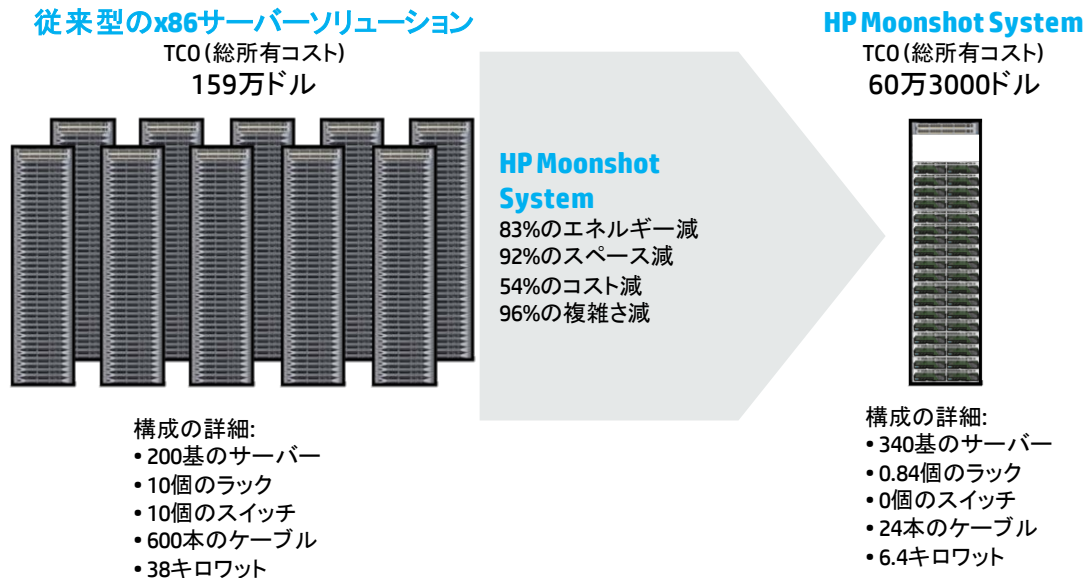 従来型のx86サーバーソリューション
TCO(総所有コスト)
159万ドル
HP Moonshot System
TCO(総所有コスト)
60万3000ドル
HP Moonshot
System
83%のエネルギー減
92%のスペース減
54%のコスト減
96%の複雑さ減
構成の詳細:
• 200基のサーバー
• 10個のラック
• 10個のスイッチ
• 600本のケーブル
• 38キロワット
構成の詳細:
• 340基のサーバー
• 0.84個のラック
• 0個のスイッチ
• 24本のケーブル
• 6.4キロワット